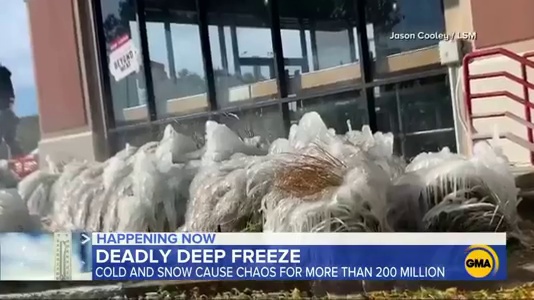 Jason Cooley / LSM
BEYOND
HAPPENING NOW
DEADLY DEEP FREEZE
COLD AND SNOW CAUSE CHAOS FOR MORE THAN 200 MILLION
GMA